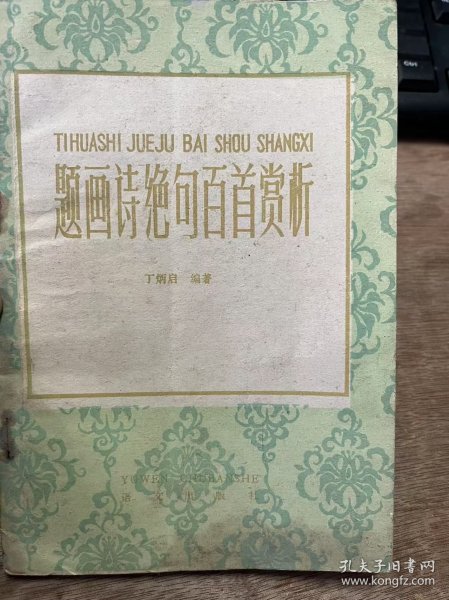 TIHUASHI JUEJU BAI SHOU SHANGXI
题画诗绝句百首赏析
丁炳启 编著
YUWEN CHUBANSHE
语文出版社
孔夫子旧书网
www.kongfz.com